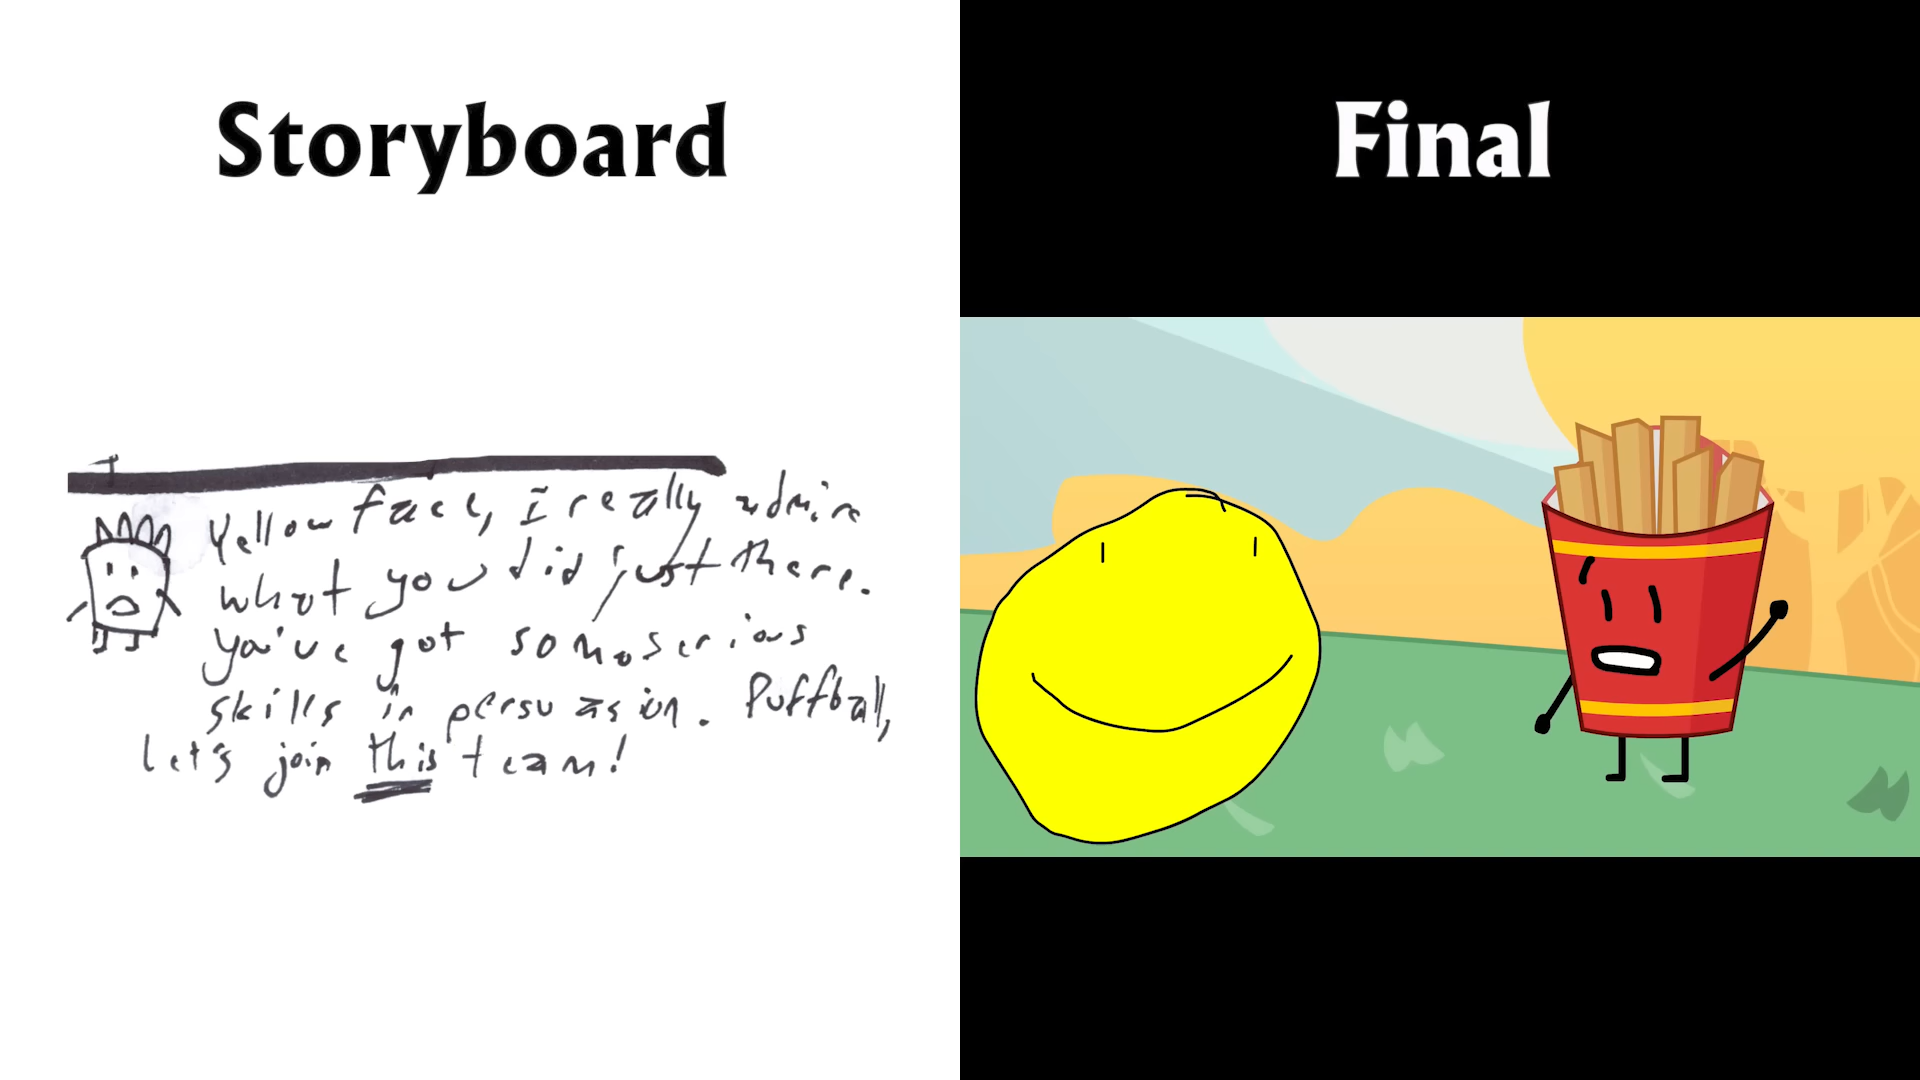 Storyboard
Final
Yellow face, I really admire
what you did just there.
You've got some serious
skills in persuasion. Puffball,
let's join this team!